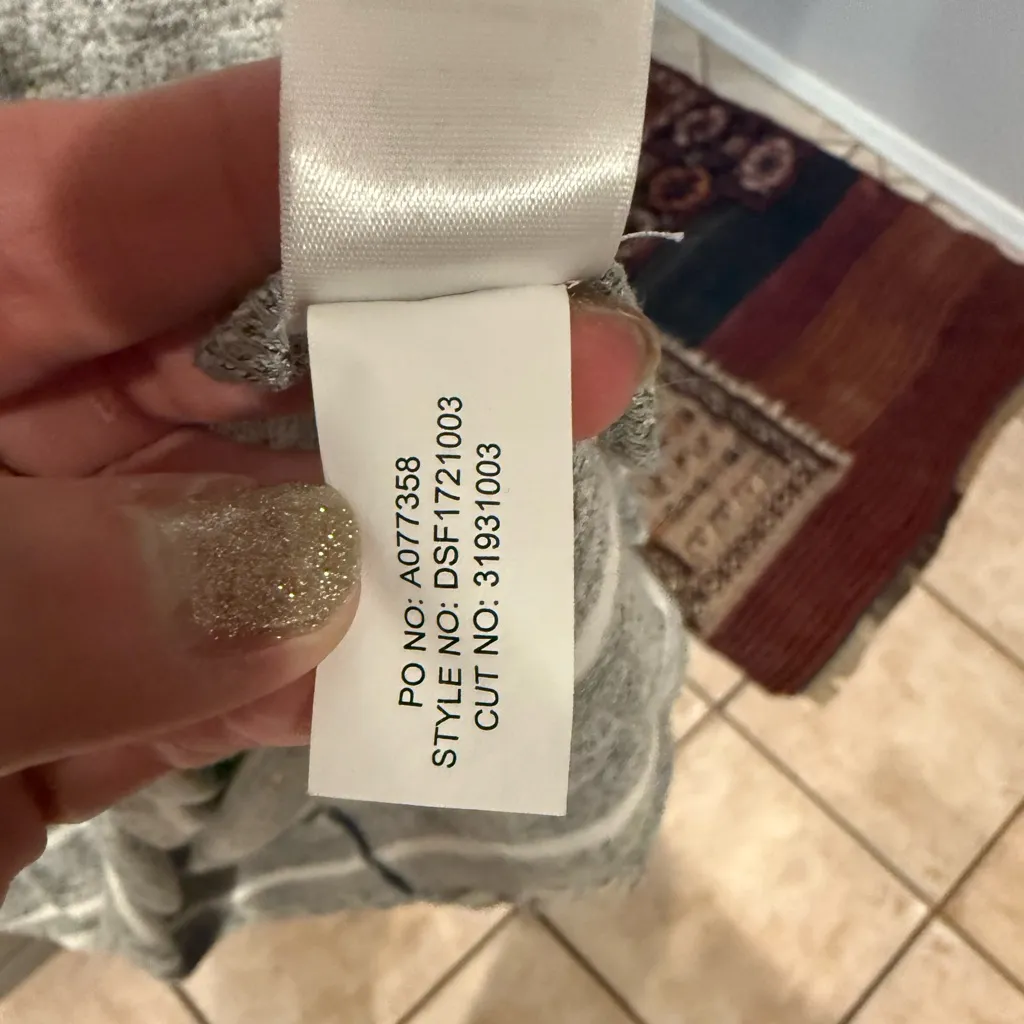 PO NO: A077358
STYLE NO: DSF1721003
CUT NO: 31931003